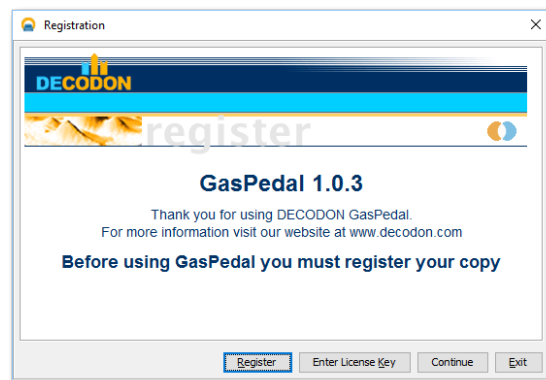 Registration
DECODON
register
GasPedal 1.0.3
Thank you for using DECODON GasPedal.
For more information visit our website at www.decodon.com
Before using GasPedal you must register your copy
Register Enter License Key Continue Exit